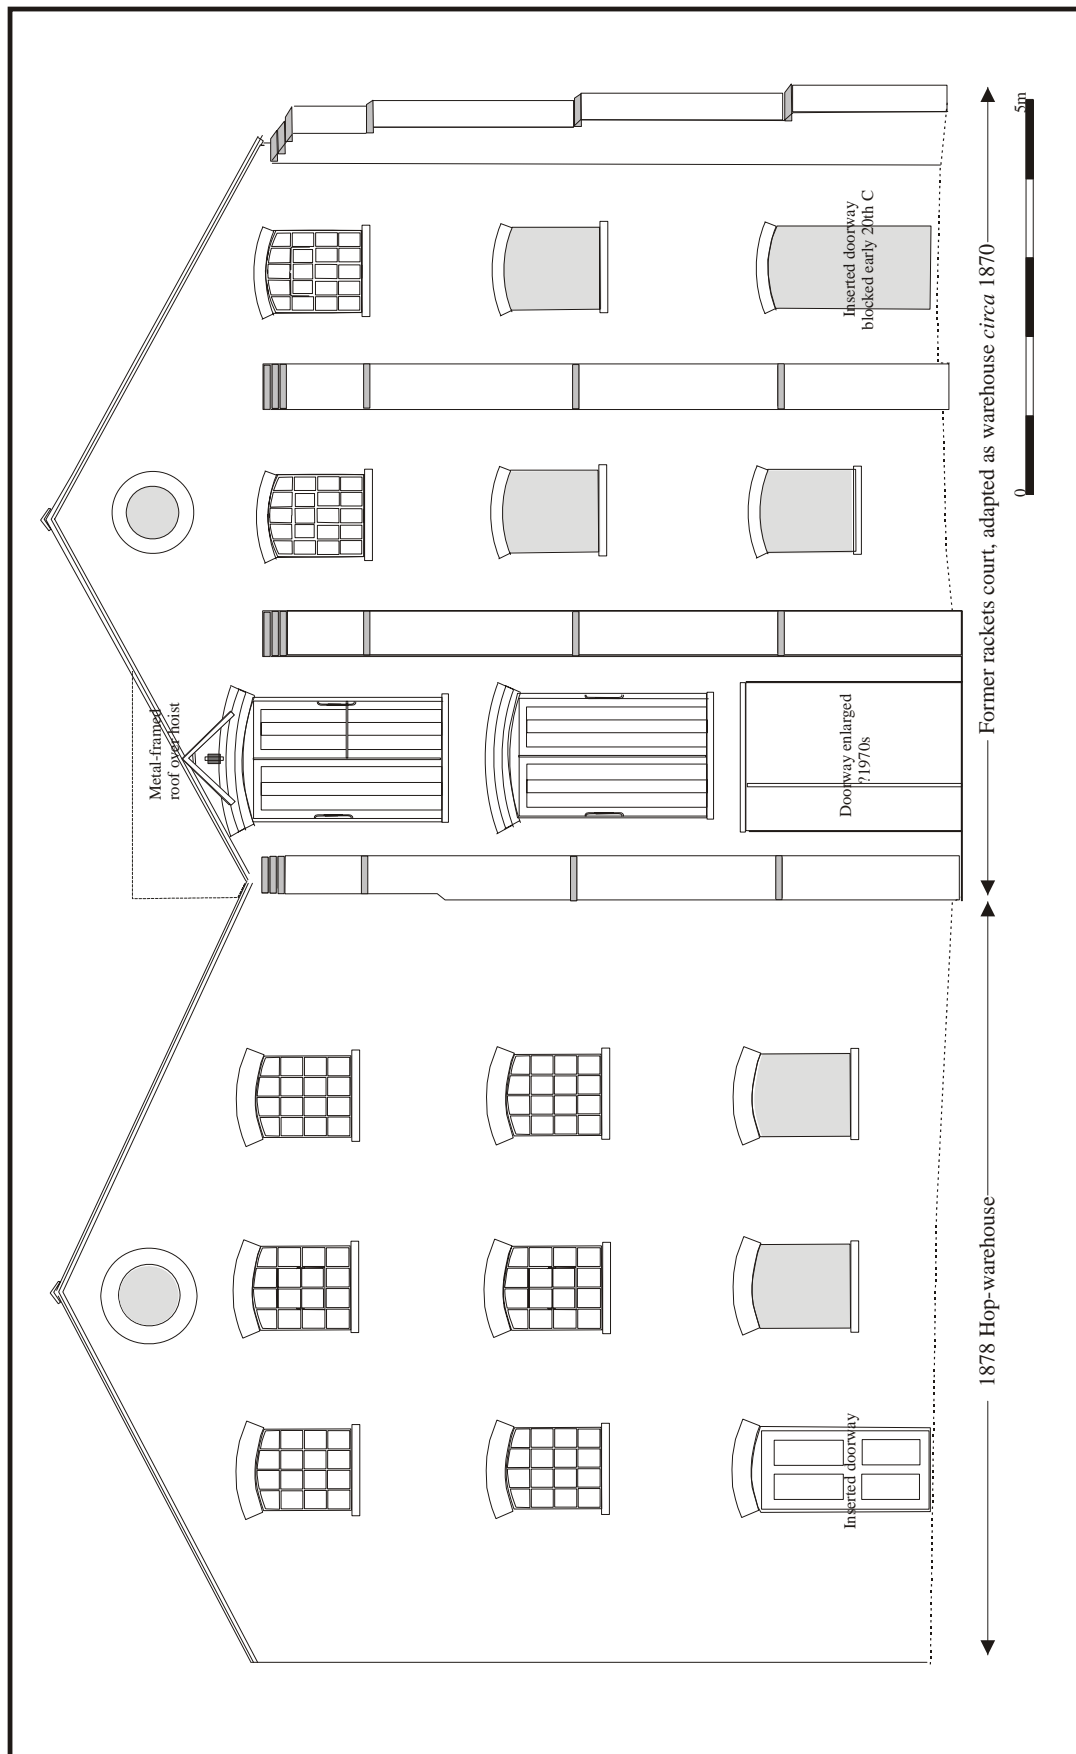 Metal-framed
roof over hoist
Inserted doorway
Doorway enlarged
?1970s
Inserted doorway
blocked early 20th C
1878 Hop-warehouse
Former rackets court, adapted as warehouse circa 1870
0
5m